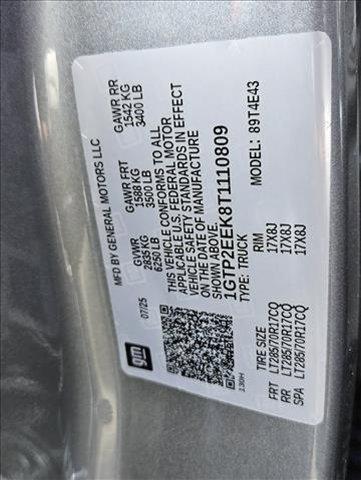 gm
MFD BY GENERAL MOTORS LLC
07/25
GVWR GAWR FRT GAWR RR
2835 KG 1588 KG 1542 KG
6250 LB 3500 LB 3400 LB
THIS VEHICLE CONFORMS TO ALL
APPLICABLE U.S. FEDERAL MOTOR
VEHICLE SAFETY STANDARDS IN EFFECT
ON THE DATE OF MANUFACTURE
SHOWN ABOVE.
1GTP2EEK8T1110809
TYPE: TRUCK MODEL: 89T4E43
130H
TIRE SIZE RIM
FRT LT285/70R17CQ 17X8J
RR LT285/70R17CQ 17X8J
SPA LT285/70R17CQ 17X8J